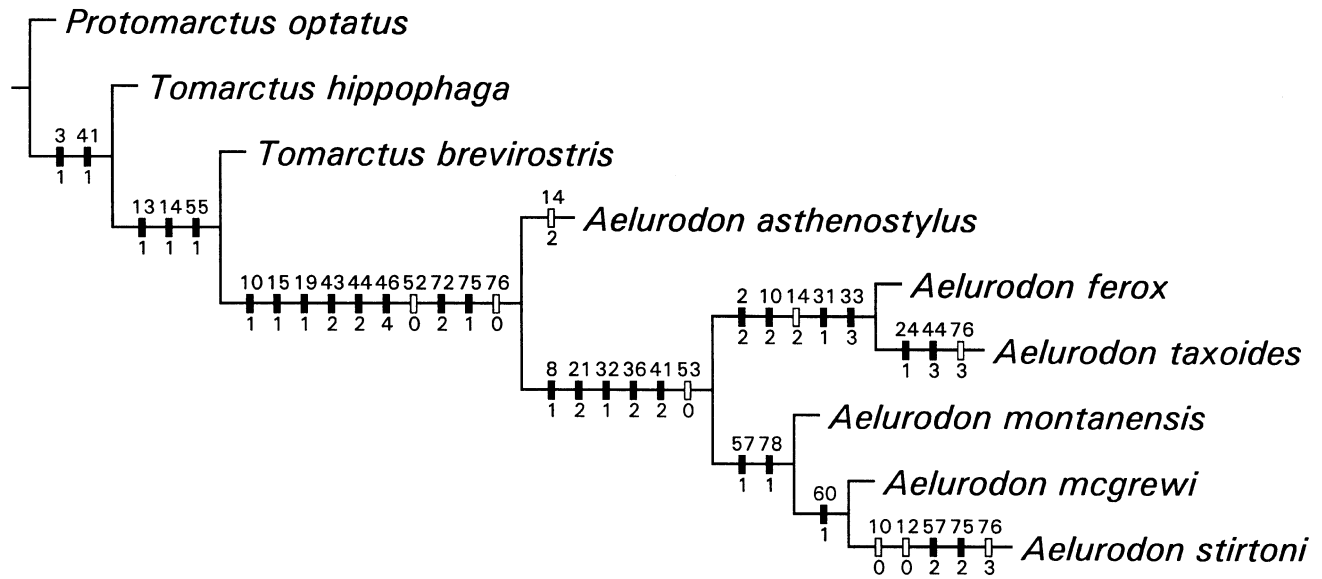 Protomarctus optatus
Tomarctus hippophaga
3 41
1 1
Tomarctus brevirostris
13 14 55
1 1 1
14
2
Aelurodon asthenostylus
10 15 19 43 44 46 52 72 75 76
1 1 1 2 2 4 0 2 1 0
Aelurodon ferox
2 10 14 31 33
2 2 2 1 3
24 44 76
1 3 3
Aelurodon taxoides
8 21 32 36 41 53
1 2 1 2 2 0
Aelurodon montanensis
57 78
1 1
Aelurodon mcgrewi
60
1
10 12 57 75 76
0 0 2 2 3
Aelurodon stirtoni